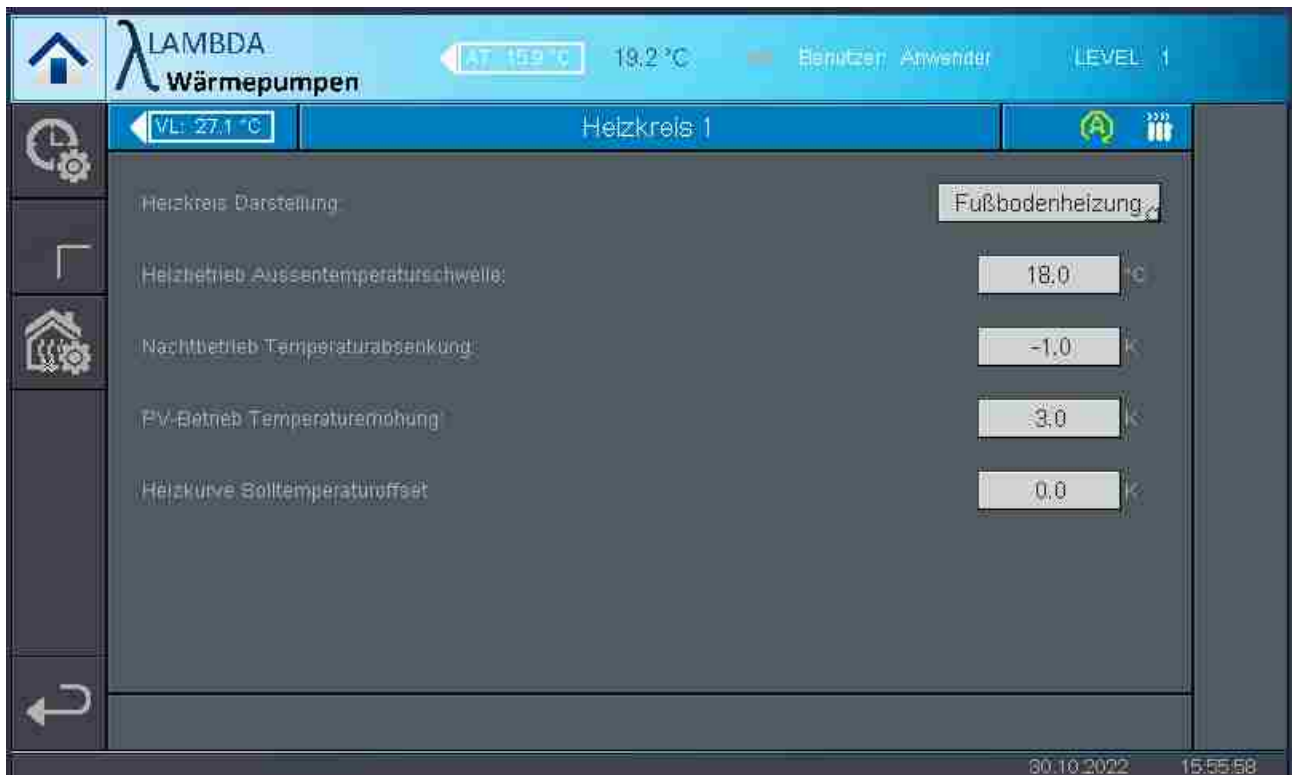 LAMBDA
Wärmepumpen
AT: 15.9 °C
19.2 °C
Benutzer: Anwender
LEVEL 1
VL: 27.1 °C
Heizkreis 1
Heizkreis Darstellung:
Fußbodenheizung
Heizbetrieb Aussentemperaturschwelle:
18.0 °C
Nachtbetrieb Temperaturabsenkung:
-1.0 K
PV-Betrieb Temperaturerhöhung
3.0 K
Heizkurve Solltemperaturoffset
0.0 K
30.10.2022 15:55:58